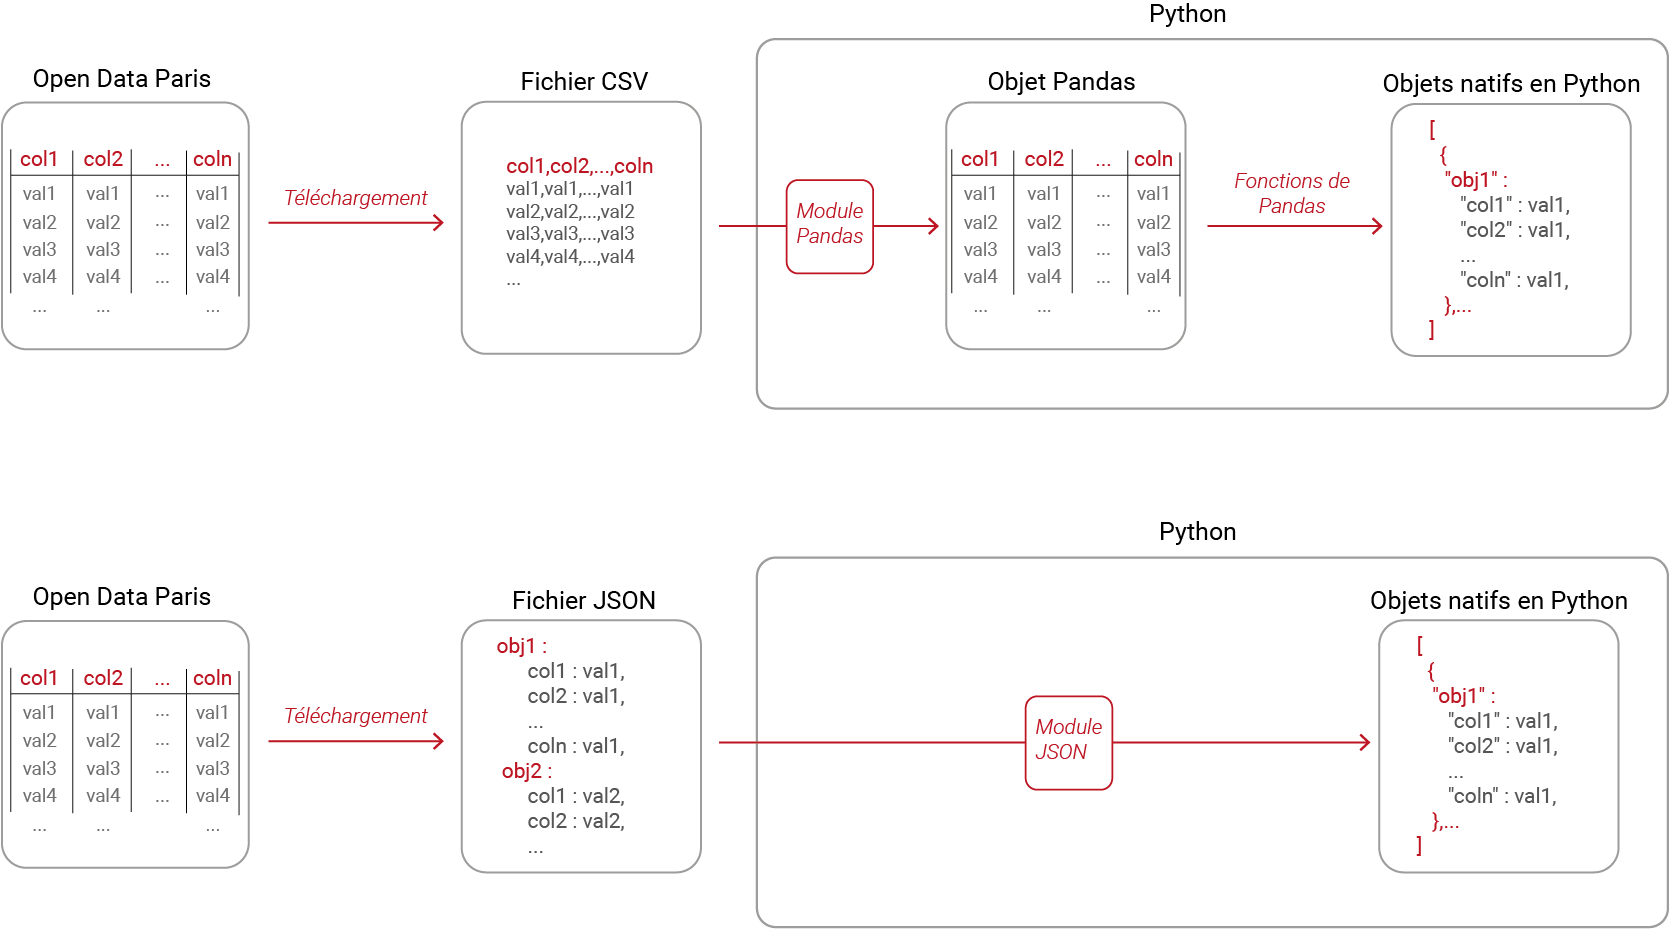 Python
Open Data Paris
Fichier CSV
Objet Pandas
Objets natifs en Python
col1 col2 ... coln
val1 val1 ... val1
val2 val2 ... val2
val3 val3 ... val3
val4 val4 ... val4
... ... ...
Téléchargement
col1,col2,...,coln
val1,val1,...,val1
val2,val2,...,val2
val3,val3,...,val3
val4,val4,...,val4
...
Module
Pandas
col1 col2 ... coln
val1 val1 ... val1
val2 val2 ... val2
val3 val3 ... val3
val4 val4 ... val4
... ... ...
Fonctions de
Pandas
[
{
"obj1" :
"col1" : val1,
"col2" : val1,
...
"coln" : val1,
},...
]
Python
Open Data Paris
Fichier JSON
Objets natifs en Python
col1 col2 ... coln
val1 val1 ... val1
val2 val2 ... val2
val3 val3 ... val3
val4 val4 ... val4
... ... ...
Téléchargement
obj1 :
col1 : val1,
col2 : val1,
...
coln : val1,
obj2 :
col1 : val2,
col2 : val2,
...
Module
JSON
[
{
"obj1" :
"col1" : val1,
"col2" : val1,
...
"coln" : val1,
},...
]